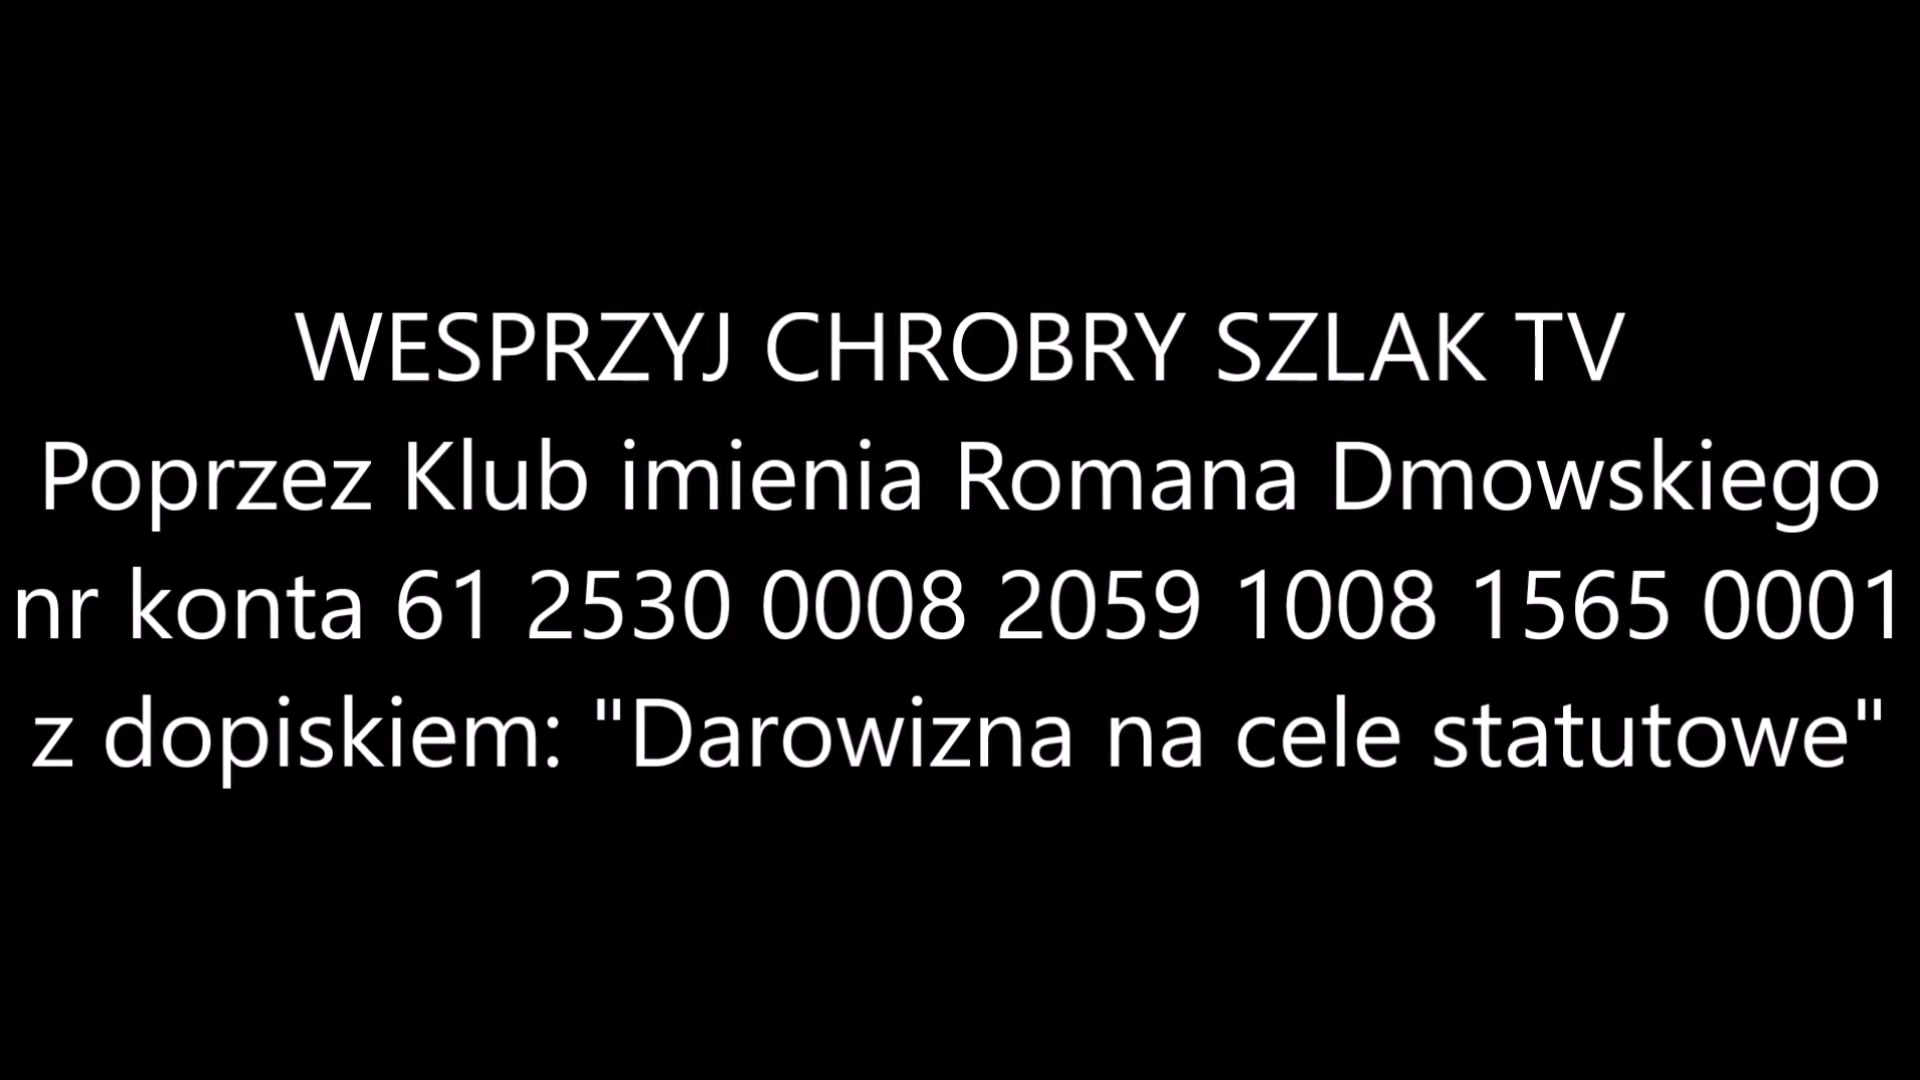 WESPRZYJ CHROBRY SZLAK TV
Poprzez Klub imienia Romana Dmowskiego
nr konta 61 2530 0008 2059 1008 1565 0001
z dopiskiem: "Darowizna na cele statutowe"